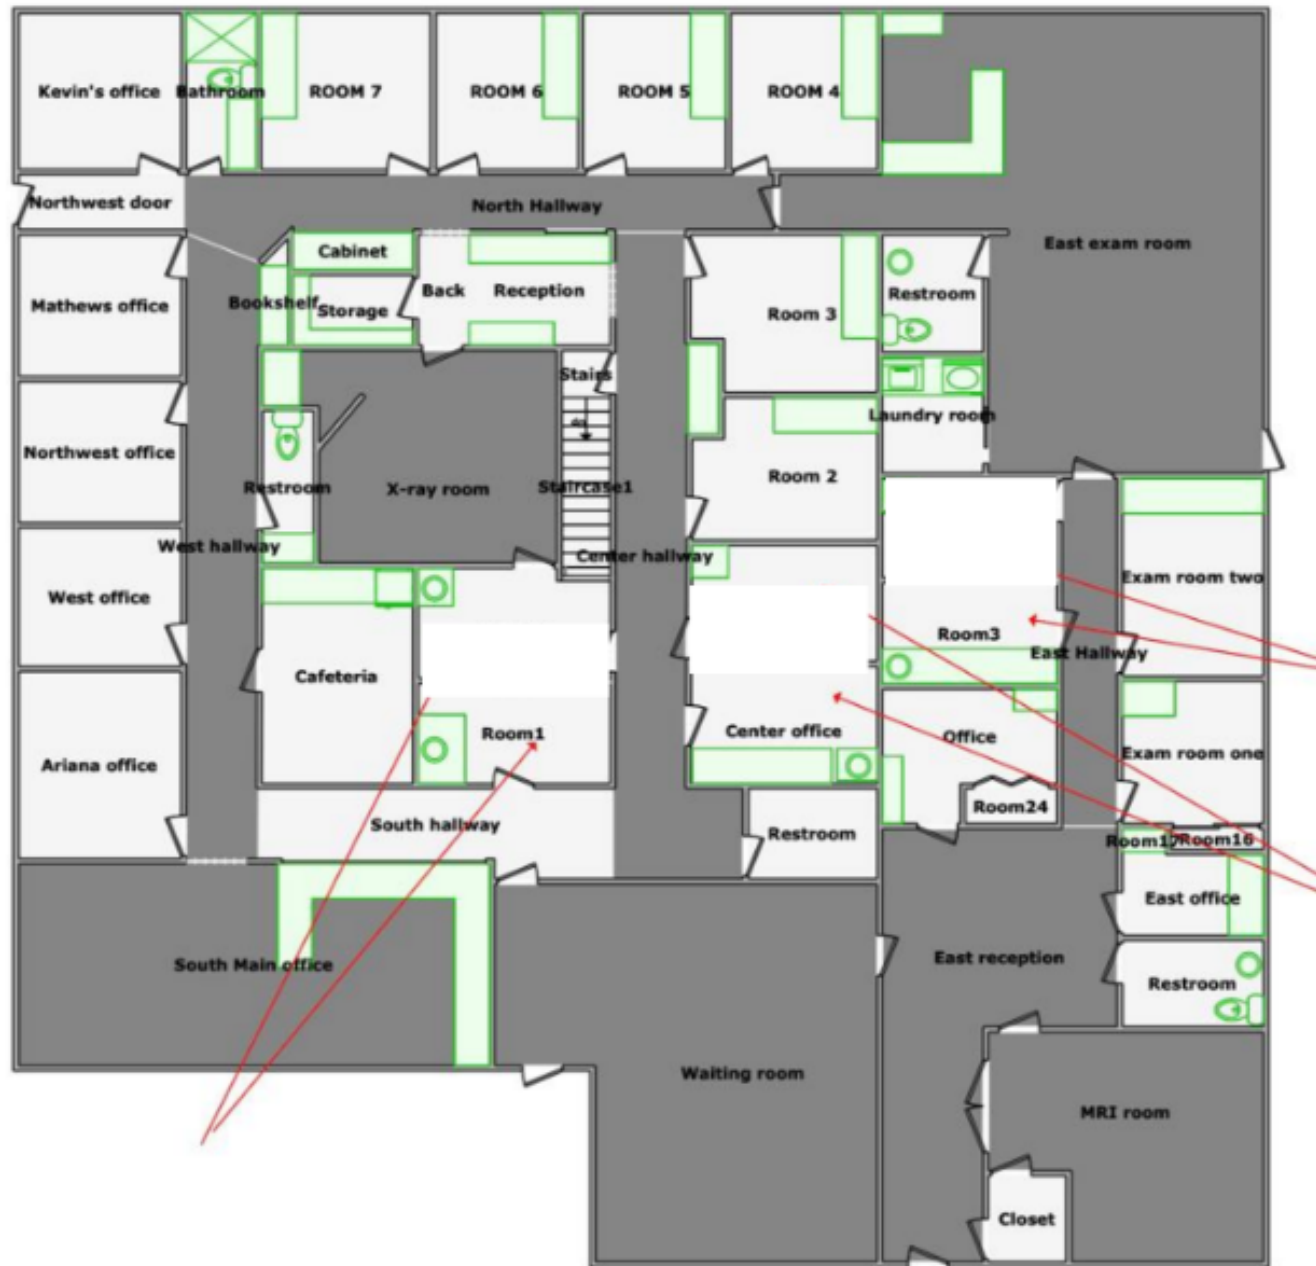 Kevin's office
Bathroom
ROOM 7
ROOM 6
ROOM 5
ROOM 4
Northwest door
North Hallway
East exam room
Cabinet
Mathews office
Bookshelf
Storage
Back
Reception
Room 3
Restroom
Stairs
dn
Laundry room
Northwest office
Restroom
X-ray room
Staircase1
Room 2
West hallway
Center hallway
Exam room two
West office
Room3
East Hallway
Cafeteria
Room1
Center office
Office
Exam room one
Ariana office
Room24
South hallway
Restroom
Room17
Room16
East office
South Main office
East reception
Restroom
Waiting room
MRI room
Closet